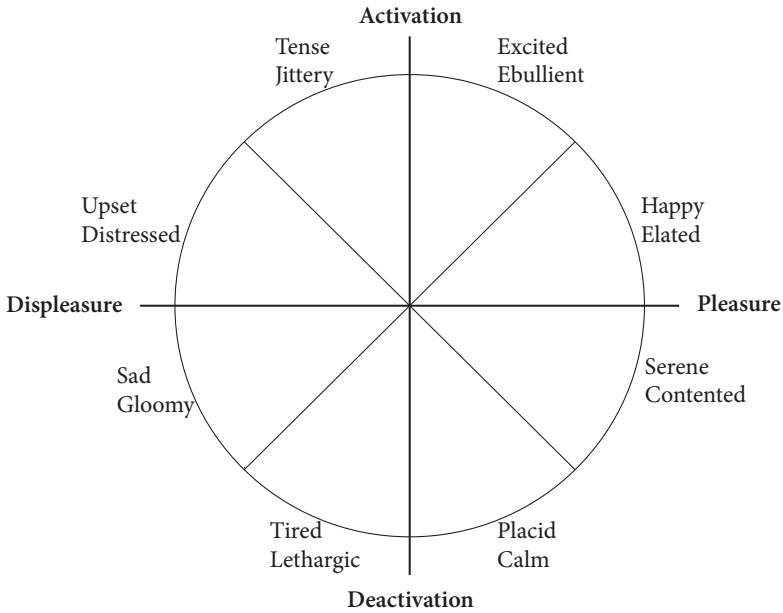 Activation
Tense
Jittery
Excited
Ebullient
Upset
Distressed
Happy
Elated
Displeasure
Pleasure
Sad
Gloomy
Serene
Contented
Tired
Lethargic
Placid
Calm
Deactivation